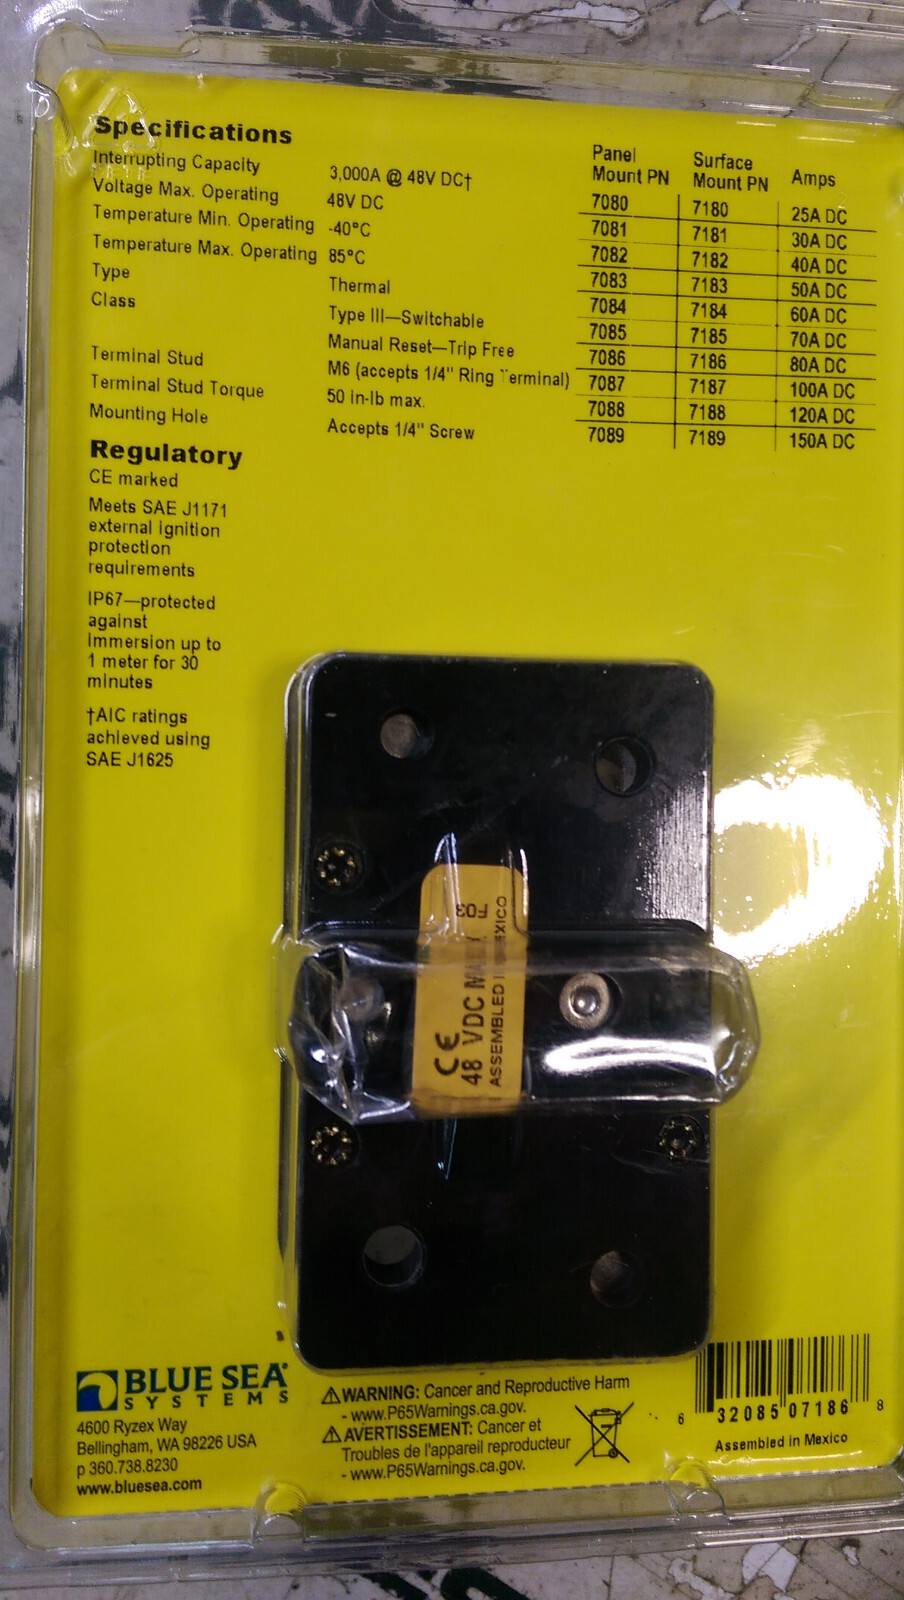 Specifications
Interrupting Capacity 3,000A @ 48V DC†
Voltage Max. Operating 48V DC
Temperature Min. Operating -40°C
Temperature Max. Operating 85°C
Type Thermal
Class Type III—Switchable
Manual Reset—Trip Free
Terminal Stud M6 (accepts 1/4" Ring Terminal)
Terminal Stud Torque 50 in-lb max.
Mounting Hole Accepts 1/4" Screw
Panel Mount PN Surface Mount PN Amps
7080 7180 25A DC
7081 7181 30A DC
7082 7182 40A DC
7083 7183 50A DC
7084 7184 60A DC
7085 7185 70A DC
7086 7186 80A DC
7087 7187 100A DC
7088 7188 120A DC
7089 7189 150A DC
Regulatory
CE marked
Meets SAE J1171
external ignition
protection
requirements
IP67—protected
against
immersion up to
1 meter for 30
minutes
†AIC ratings
achieved using
SAE J1625
CE F03
48 VDC MAX
ASSEMBLED IN MEXICO
BLUE SEA
SYSTEMS
4600 Ryzex Way
Bellingham, WA 98226 USA
p 360.738.8230
www.bluesea.com
⚠WARNING: Cancer and Reproductive Harm
- www.P65Warnings.ca.gov.
⚠AVERTISSEMENT: Cancer et
Troubles de l'appareil reproducteur
- www.P65Warnings.ca.gov.
6 32085 07186 8
Assembled in Mexico